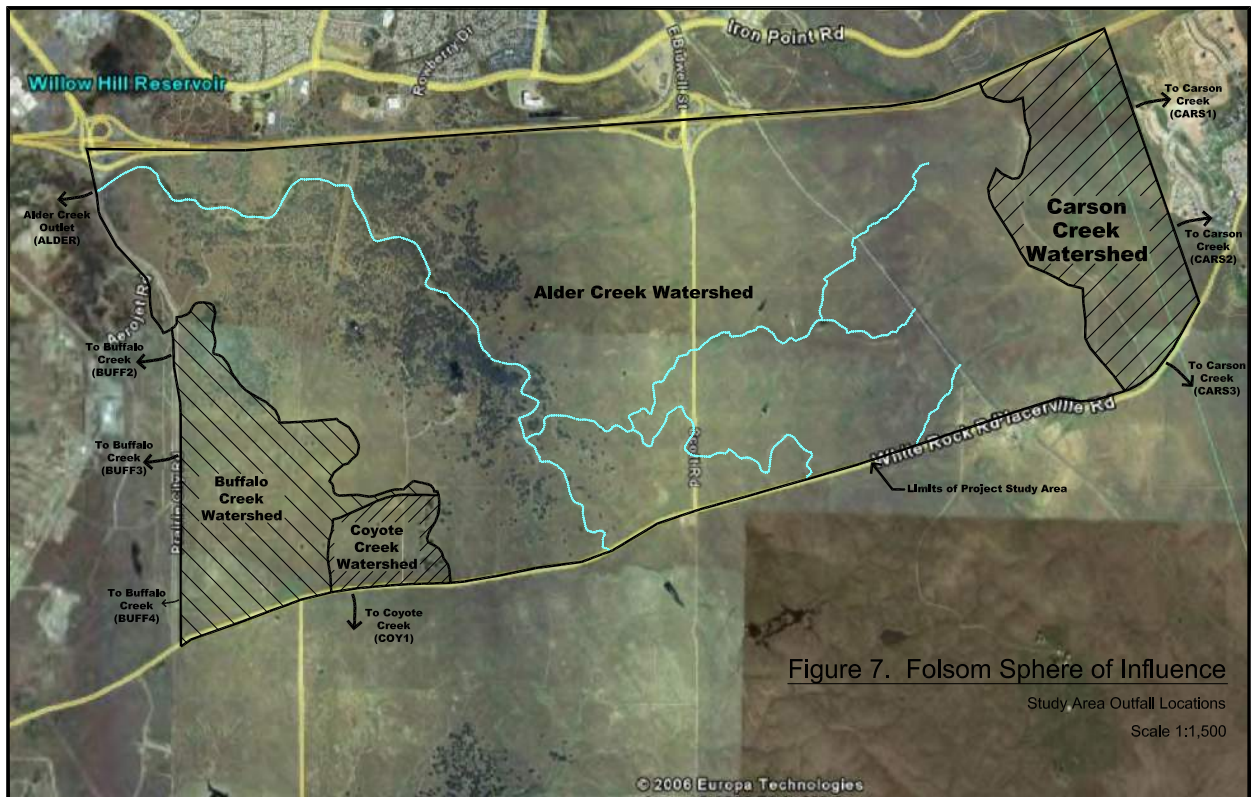 Iron Point Rd
E Bidwell St
Roxberry Dr
Willow Hill Reservoir
To Carson
Creek
(CARS1)
Alder Creek
Outlet
(ALDER)
Carson
Creek
Watershed
To Carson
Creek
(CARS2)
Alder Creek Watershed
Aerojet Rd
To Buffalo
Creek
(BUFF2)
To Carson
Creek
(CARS3)
White Rock Rd
Placerville Rd
To Buffalo
Creek
(BUFF3)
Prairie City Rd
Scott Rd
Limits of Project Study Area
Buffalo
Creek
Watershed
Coyote
Creek
Watershed
To Buffalo
Creek
(BUFF4)
To Coyote
Creek
(COY1)
Figure 7. Folsom Sphere of Influence
Study Area Outfall Locations
Scale 1:1,500
© 2006 Europa Technologies